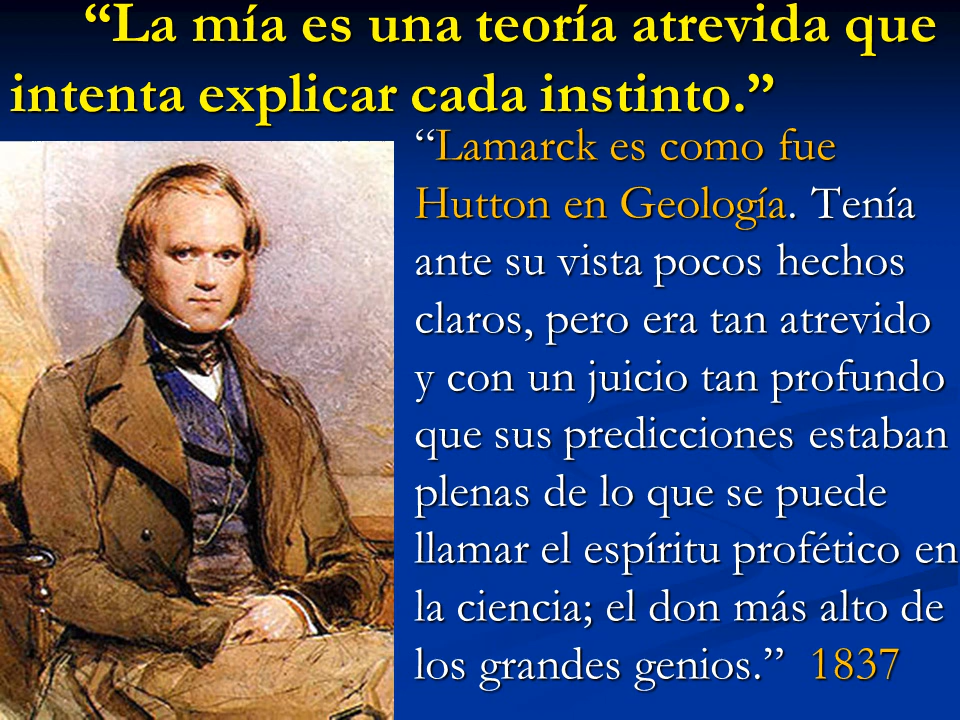 “La mía es una teoría atrevida que
intenta explicar cada instinto.”
“Lamarck es como fue
Hutton en Geología. Tenía
ante su vista pocos hechos
claros, pero era tan atrevido
y con un juicio tan profundo
que sus predicciones estaban
plenas de lo que se puede
llamar el espíritu profético en
la ciencia; el don más alto de
los grandes genios.” 1837